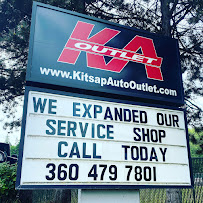 KA
OUTLET
www.KitsapAutoOutlet.com
WE EXPANDED OUR
SERVICE SHOP
CALL TODAY
360 479 7801